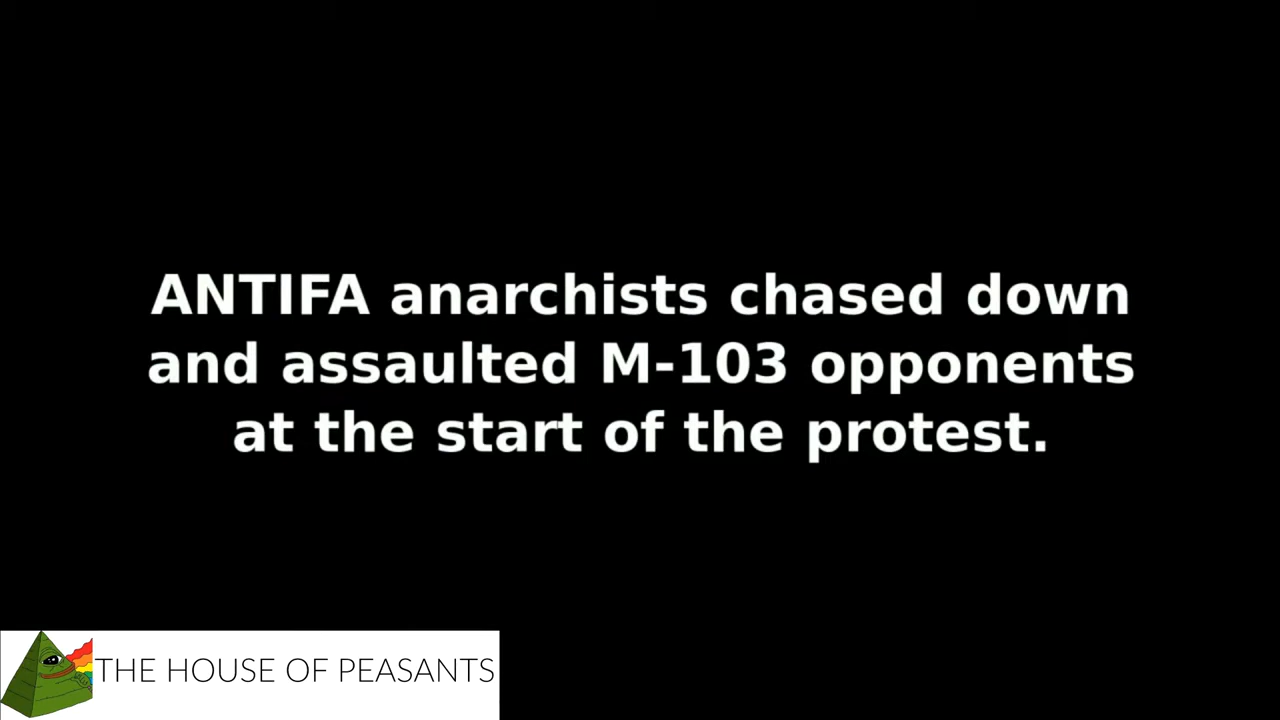 ANTIFA anarchists chased down
and assaulted M-103 opponents
at the start of the protest.
THE HOUSE OF PEASANTS